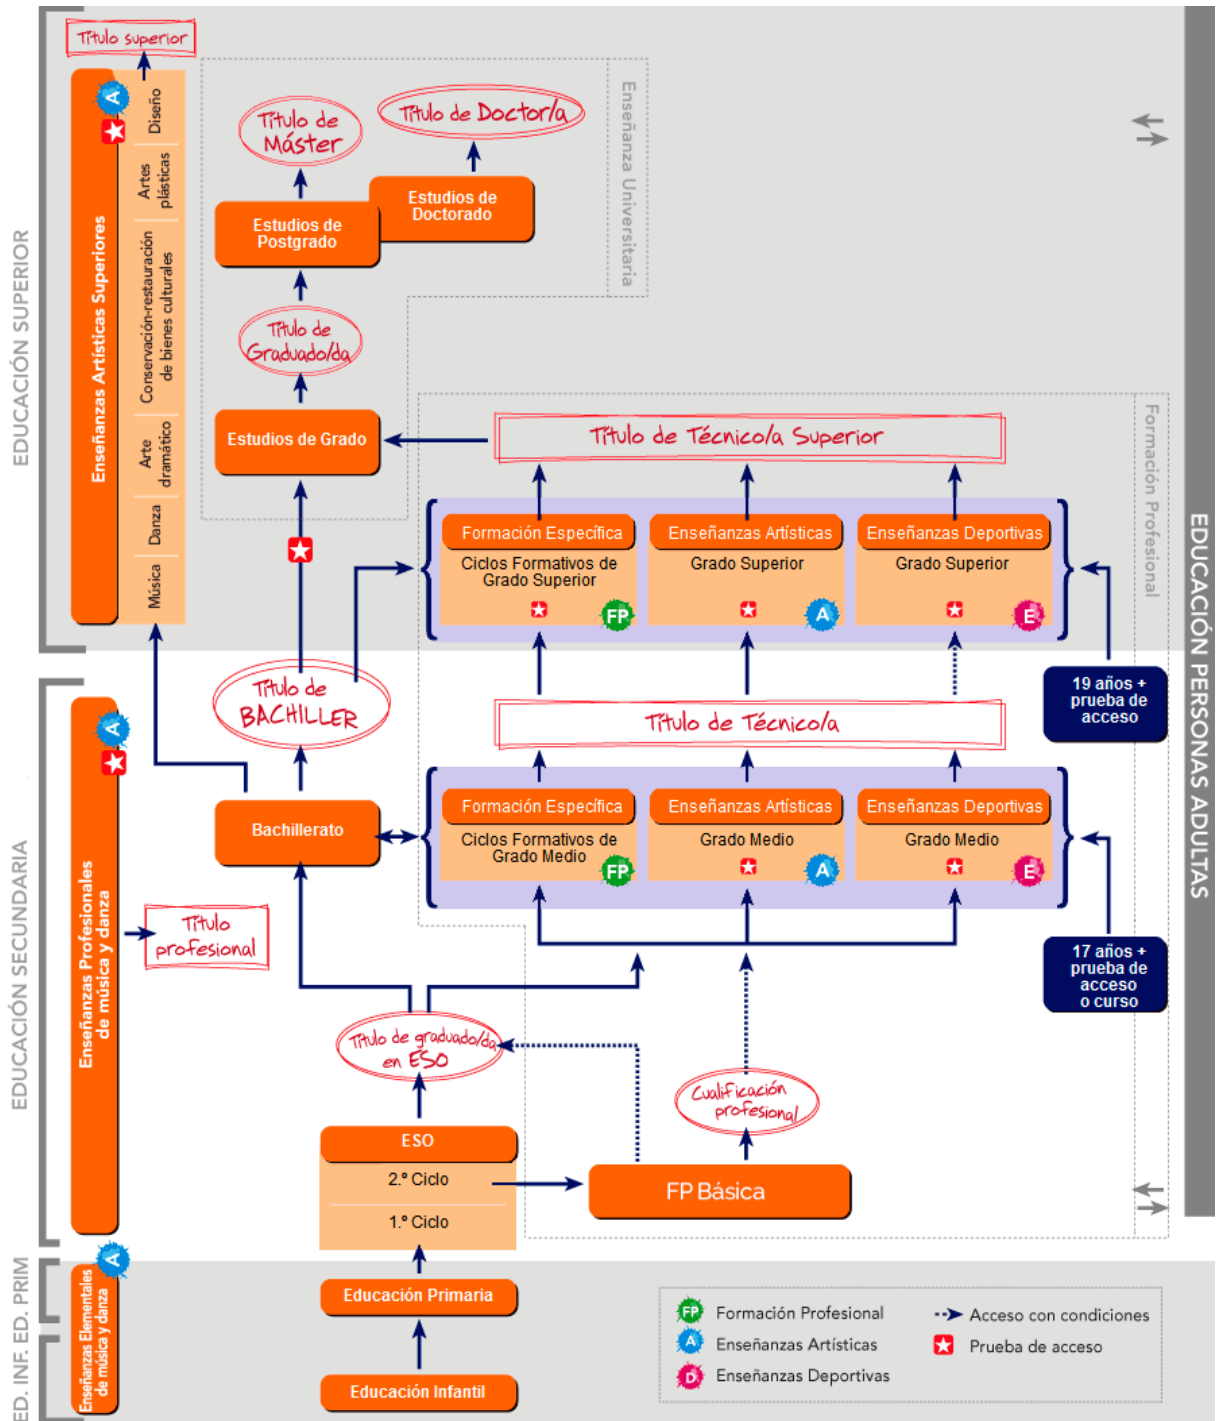 Título superior
EDUCACIÓN SUPERIOR
Enseñanzas Artísticas Superiores
A
Diseño
Artes
plásticas
Conservación-restauración
de bienes culturales
Arte
dramático
Danza
Música
Enseñanza Universitaria
Título de
Máster
Título de Doctor/a
Estudios de
Doctorado
Estudios de
Postgrado
Título de
Graduado/da
Estudios de Grado
Formación Profesional
Título de Técnico/a Superior
Formación Específica
Ciclos Formativos de
Grado Superior
FP
Enseñanzas Artísticas
Grado Superior
A
Enseñanzas Deportivas
Grado Superior
E
19 años +
prueba de
acceso
EDUCACIÓN PERSONAS ADULTAS
EDUCACIÓN SECUNDARIA
Enseñanzas Profesionales
de música y danza
A
Título
profesional
Título de
BACHILLER
Título de Técnico/a
Bachillerato
Formación Específica
Ciclos Formativos de
Grado Medio
FP
Enseñanzas Artísticas
Grado Medio
A
Enseñanzas Deportivas
Grado Medio
E
17 años +
prueba de
acceso
o curso
Título de graduado/da
en ESO
Cualificación
profesional
ESO
2.º Ciclo
1.º Ciclo
FP Básica
ED. PRIM
ED. INF.
Enseñanzas Elementales
de música y danza
A
Educación Primaria
Educación Infantil
FP Formación Profesional
A Enseñanzas Artísticas
D Enseñanzas Deportivas
Acceso con condiciones
Prueba de acceso